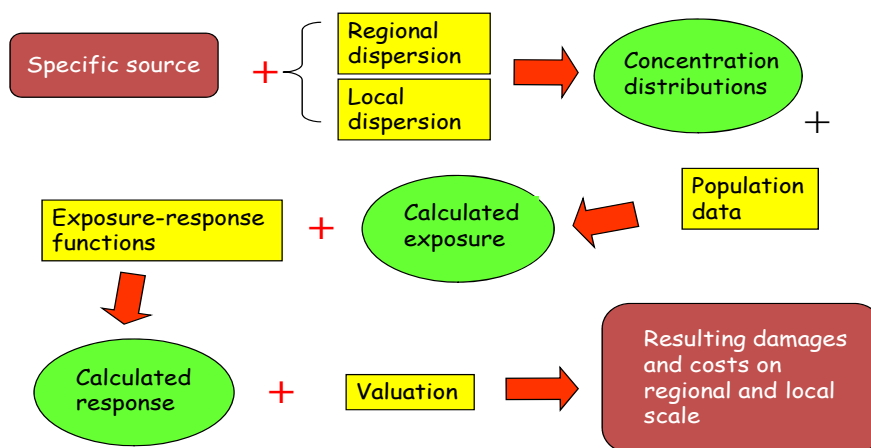 Specific source
+
Regional
dispersion
Local
dispersion
Concentration
distributions
+
Population
data
Calculated
exposure
+
Exposure-response
functions
Calculated
response
+
Valuation
Resulting damages
and costs on
regional and local
scale